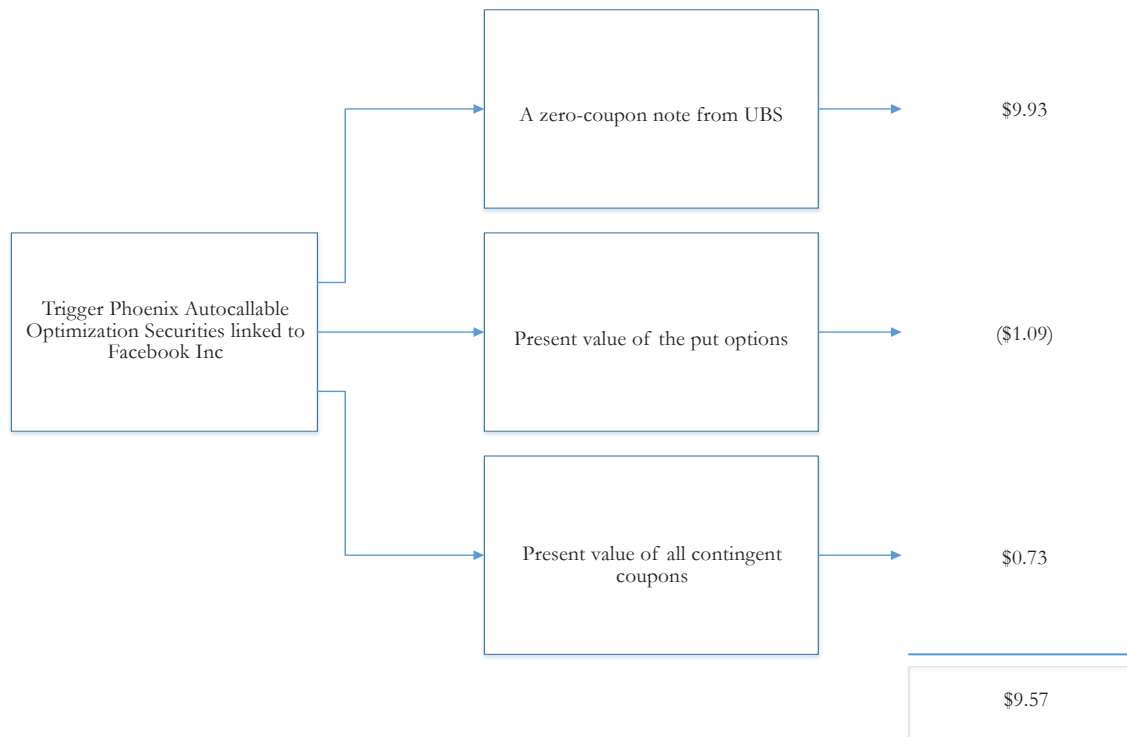 A zero-coupon note from UBS
$9.93
Trigger Phoenix Autocallable
Optimization Securities linked to
Facebook Inc
Present value of the put options
($1.09)
Present value of all contingent
coupons
$0.73
$9.57